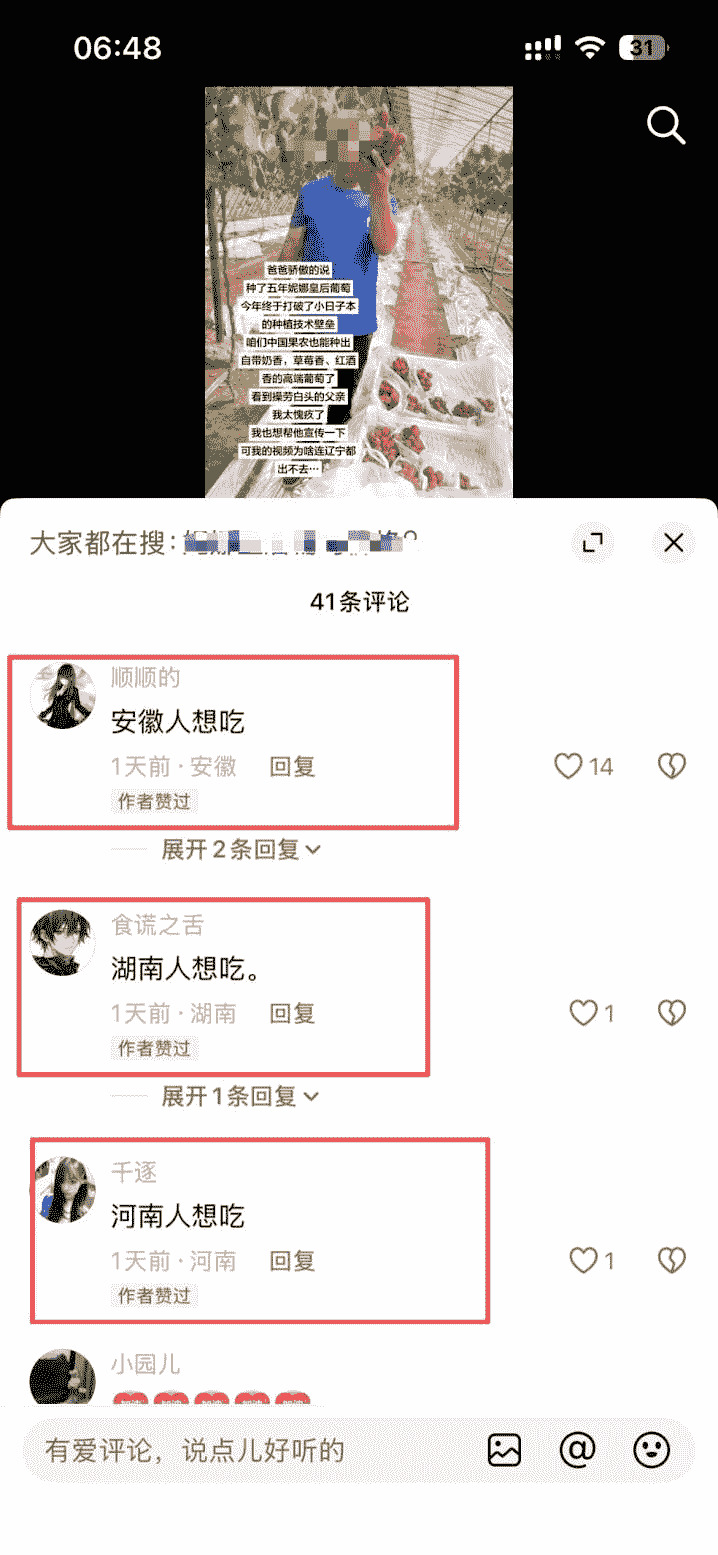 06:48
31
爸爸骄傲的说
种了五年妮娜皇后葡萄
今年终于打破了小日子本
的种植技术壁垒
咱们中国果农也能种出
自带奶香,草莓香、红酒
香的高端葡萄了
看到操劳白头的父亲
我太愧疚了
我也想帮他宣传一下
可我的视频为啥连辽宁都
出不去…
大家都在搜:
41条评论
顺顺的
安徽人想吃
1天前 · 安徽 回复
14
作者赞过
展开2条回复
食谎之舌
湖南人想吃。
1天前 · 湖南 回复
1
作者赞过
展开1条回复
千逐
河南人想吃
1天前 · 河南 回复
1
作者赞过
小园儿
有爱评论，说点儿好听的